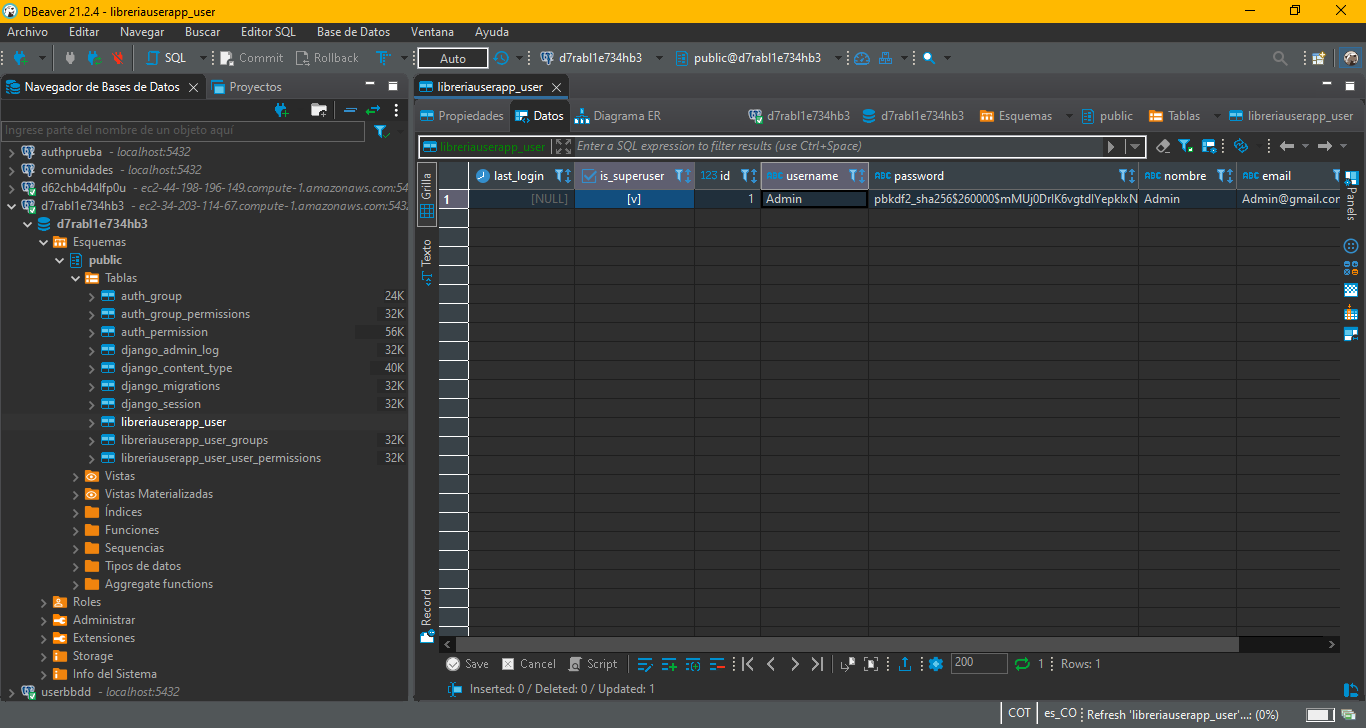 DBeaver 21.2.4 - libreriauserapp_user
Archivo Editar Navegar Buscar Editor SQL Base de Datos Ventana Ayuda
SQL Commit Rollback Auto d7rabl1e734hb3 public@d7rabl1e734hb3
Navegador de Bases de Datos Proyectos
Ingrese parte del nombre de un objeto aquí
authprueba - localhost:5432
comunidades - localhost:5432
d62chb4d4lfp0u - ec2-44-198-196-149.compute-1.amazonaws.com:54
d7rabl1e734hb3 - ec2-34-203-114-67.compute-1.amazonaws.com:543
d7rabl1e734hb3
Esquemas
public
Tablas
auth_group 24K
auth_group_permissions 32K
auth_permission 56K
django_admin_log 32K
django_content_type 40K
django_migrations 32K
django_session 32K
libreriauserapp_user
libreriauserapp_user_groups 32K
libreriauserapp_user_user_permissions 32K
Vistas
Vistas Materializadas
Índices
Funciones
Sequencias
Tipos de datos
Aggregate functions
Roles
Administrar
Extensiones
Storage
Info del Sistema
userbbdd - localhost:5432
libreriauserapp_user
Propiedades Datos Diagrama ER d7rabl1e734hb3 d7rabl1e734hb3 Esquemas public Tablas libreriauserapp_user
libreriauserapp_user Enter a SQL expression to filter results (use Ctrl+Space)
Grilla
Texto
Record
last_login is_superuser 123 id ABC username ABC password ABC nombre ABC email
1 [NULL] [v] 1 Admin pbkdf2_sha256$260000$mMUj0DrlK6vgtdlYepklxN Admin Admin@gmail.com
Panels
Save Cancel Script 200 1 Rows: 1
Inserted: 0 / Deleted: 0 / Updated: 1
COT es_CO Refresh 'libreriauserapp_user'...: (0%)